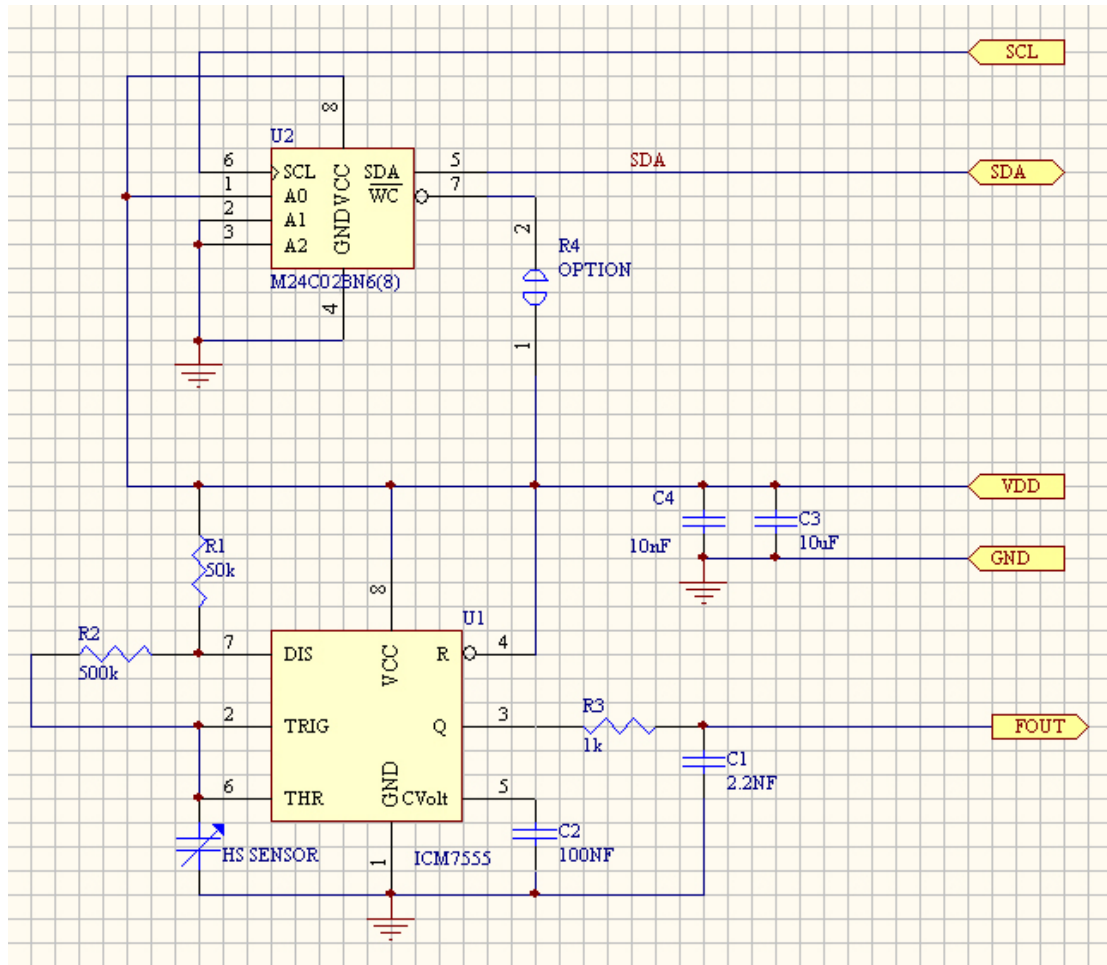 SCL
8
U2
6
SCL
VCC
SDA
5
SDA
SDA
1
A0
WC
7
2
A1
GND
3
A2
2
R4
OPTION
M24C02BN6(8)
4
1
VDD
C4
C3
10nF
10uF
GND
R1
50k
8
U1
R2
500k
7
DIS
VCC
R
4
2
TRIG
Q
3
R3
1k
FOUT
C1
2.2NF
6
THR
GND
CVolt
5
C2
100NF
HS SENSOR
1
ICM7555